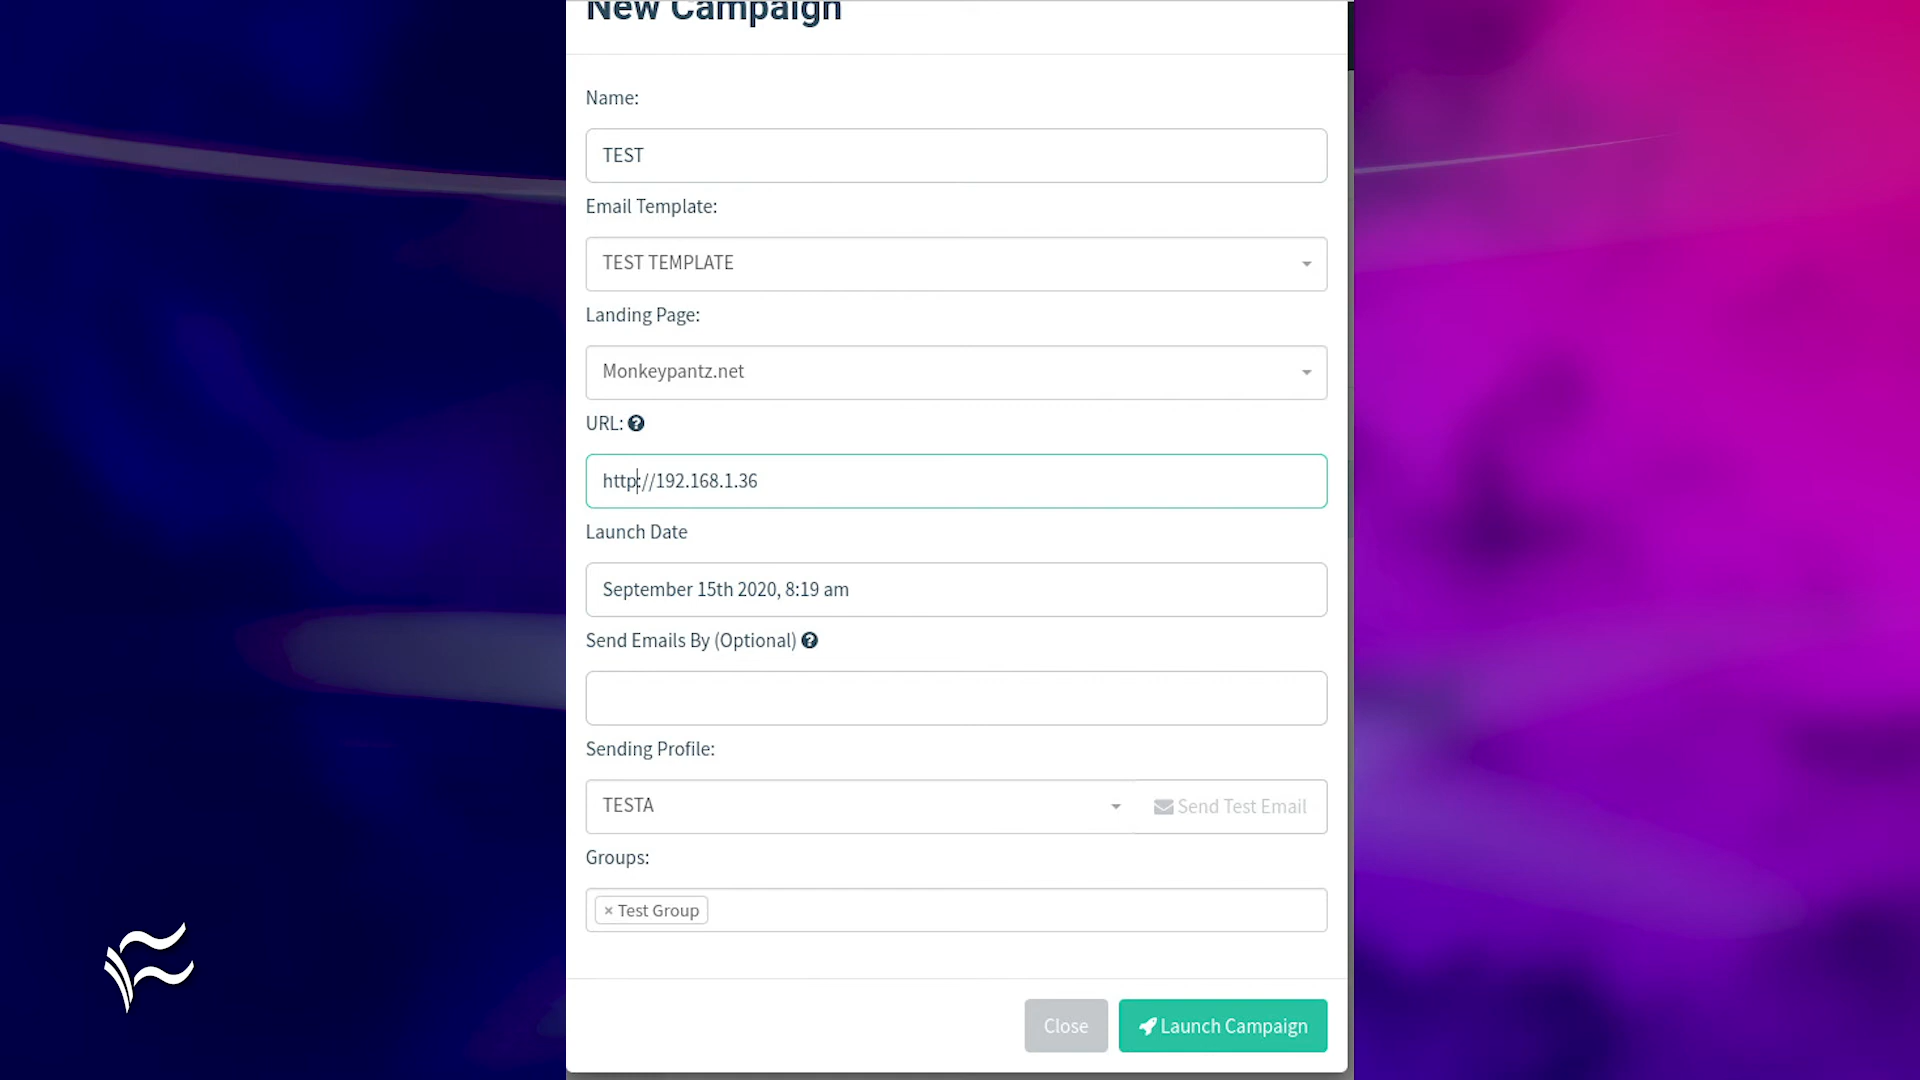 New Campaign
Name:
TEST
Email Template:
TEST TEMPLATE
Landing Page:
Monkeypantz.net
URL:
http://192.168.1.36
Launch Date
September 15th 2020, 8:19 am
Send Emails By (Optional)
Sending Profile:
TESTA
Send Test Email
Groups:
× Test Group
Close
Launch Campaign